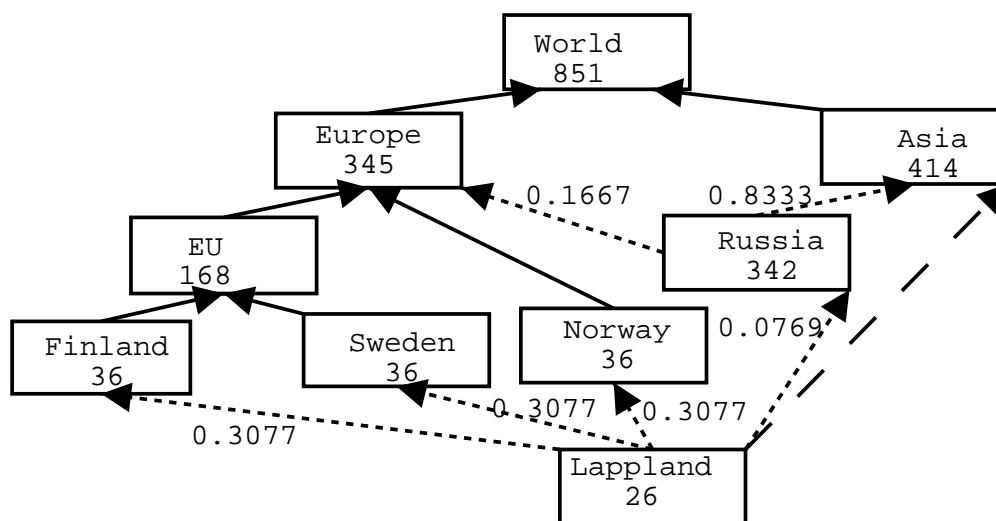 World
851
Europe
345
Asia
414
0.1667
0.8333
EU
168
Russia
342
Finland
36
Sweden
36
Norway
36
0.0769
0.3077
0.3077
0.3077
Lappland
26